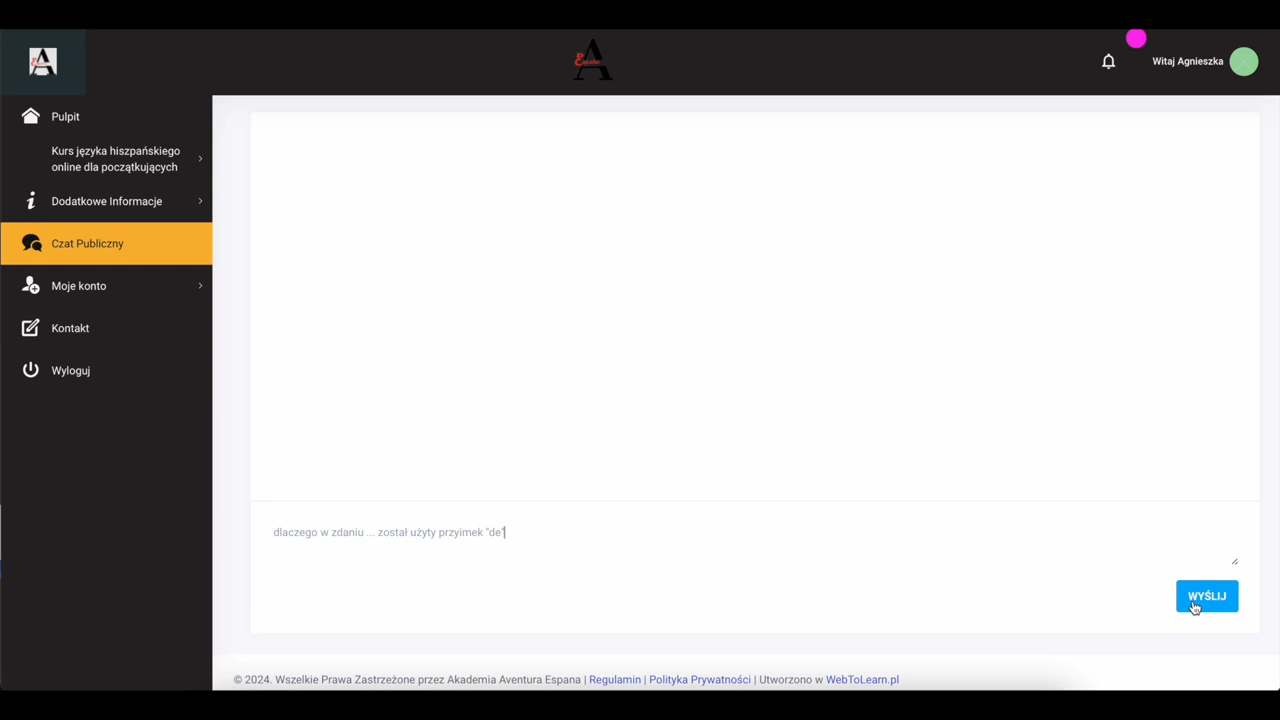 A
España
A
España
Witaj Agnieszka
Pulpit
Kurs języka hiszpańskiego
online dla początkujących
Dodatkowe Informacje
Czat Publiczny
Moje konto
Kontakt
Wyloguj
dlaczego w zdaniu ... został użyty przyimek "de"
WYŚLIJ
© 2024. Wszelkie Prawa Zastrzeżone przez Akademia Aventura Espana | Regulamin | Polityka Prywatności | Utworzono w WebToLearn.pl